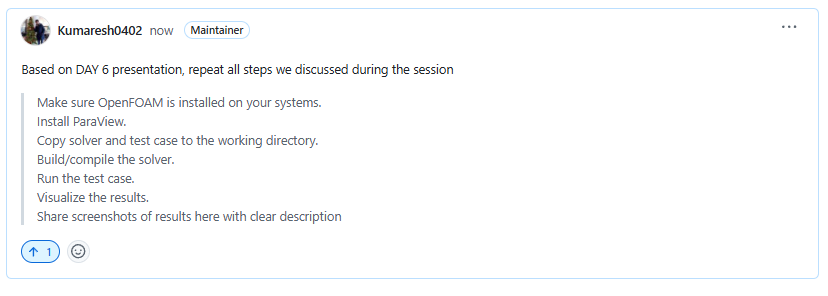 Kumaresh0402 now Maintainer
Based on DAY 6 presentation, repeat all steps we discussed during the session
Make sure OpenFOAM is installed on your systems.
Install ParaView.
Copy solver and test case to the working directory.
Build/compile the solver.
Run the test case.
Visualize the results.
Share screenshots of results here with clear description
1